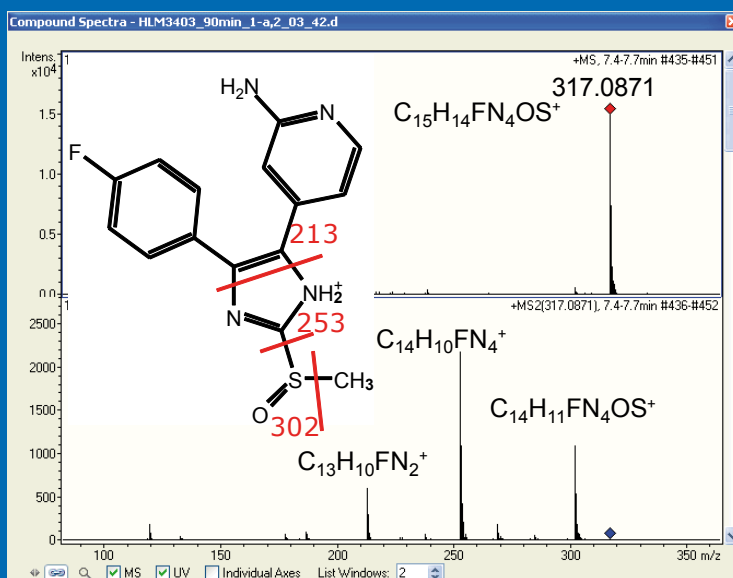 Compound Spectra - HLM3403_90min_1-a,2_03_42.d
Intens.
x10⁴
1
+MS, 7.4-7.7min #435-#451
317.0871
C₁₅H₁₄FN₄OS⁺
1.5
1.0
0.5
0.0
H₂N
N
F
213
NH₂⁺
N
253
S
CH₃
O
302
1
+MS2(317.0871), 7.4-7.7min #436-#452
C₁₄H₁₀FN₄⁺
C₁₄H₁₁FN₄OS⁺
C₁₃H₁₀FN₂⁺
2500
2000
1500
1000
500
0
100 150 200 250 300 350 m/z
MS UV Individual Axes List Windows: 2